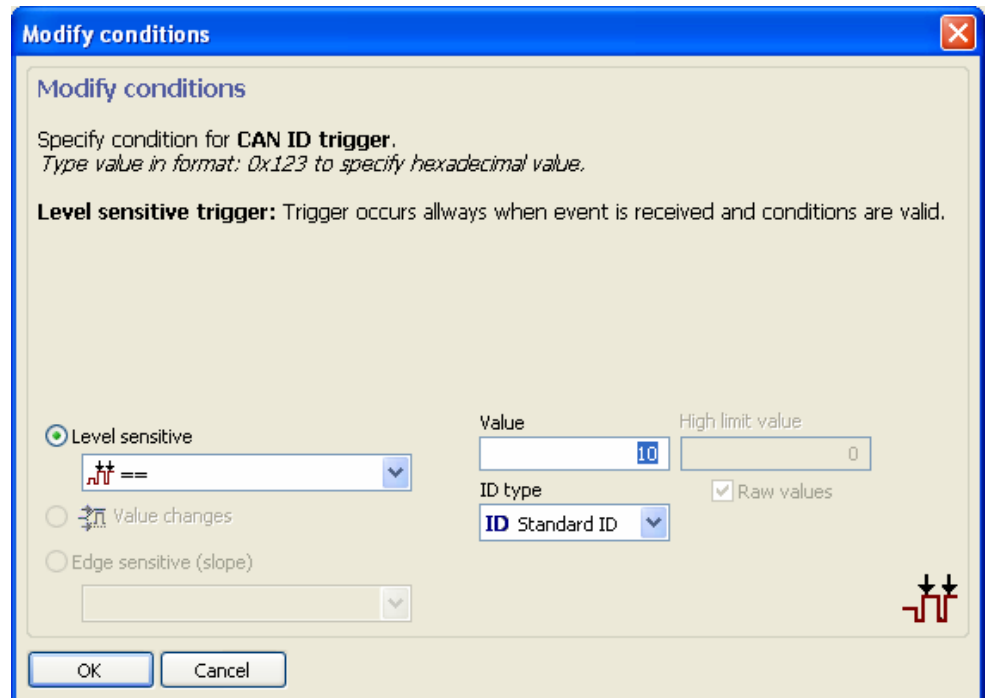 Modify conditions
Modify conditions
Specify condition for CAN ID trigger.
Type value in format: 0x123 to specify hexadecimal value.
Level sensitive trigger: Trigger occurs allways when event is received and conditions are valid.
Level sensitive
==
Value changes
Edge sensitive (slope)
Value
10
High limit value
0
ID type
ID Standard ID
Raw values
OK
Cancel